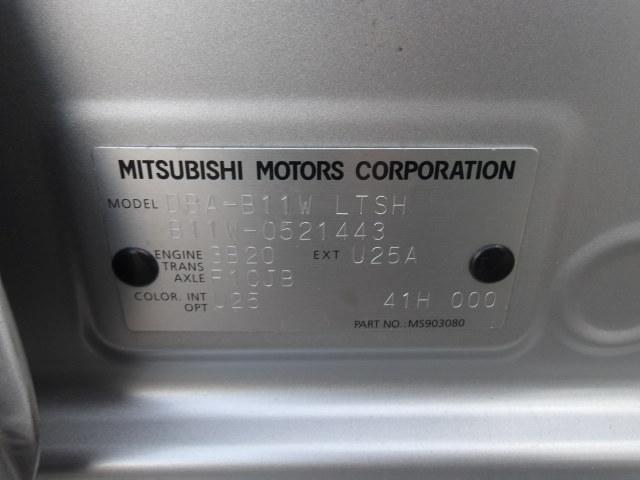 MITSUBISHI MOTORS CORPORATION
MODEL DBA-B11W LTSH
B11W-0521443
ENGINE 3B20 EXT U25A
TRANS AXLE F1CJB
COLOR. INT OPT U25 41H 000
PART NO.: MS903080